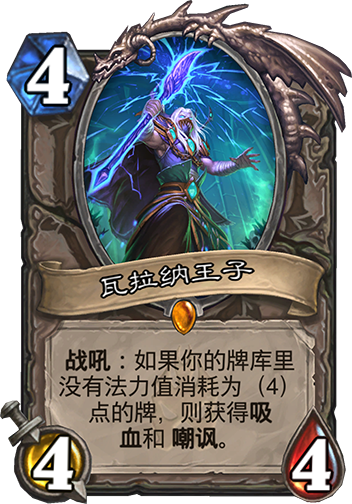 4
瓦拉纳王子
战吼：如果你的牌库里
没有法力值消耗为（4）
点的牌，则获得吸
血和 嘲讽。
4
4